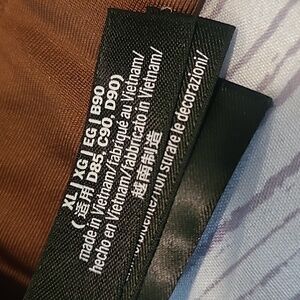 XL | XG | EG | B90
(适用 D85, C90, D90)
made in Vietnam/fabriqué au Vietnam/
hecho en Vietnam/fabbricato in Vietnam/
越南制造
non stirare le decorazioni/